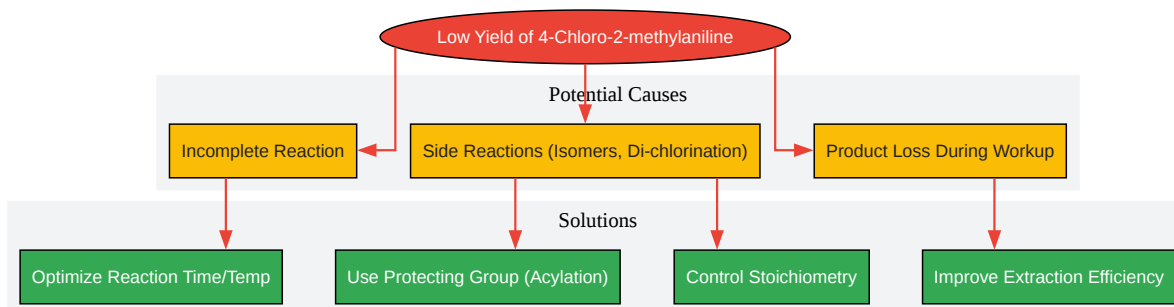 Low Yield of 4-Chloro-2-methylaniline
Potential Causes
Incomplete Reaction
Side Reactions (Isomers, Di-chlorination)
Product Loss During Workup
Solutions
Optimize Reaction Time/Temp
Use Protecting Group (Acylation)
Control Stoichiometry
Improve Extraction Efficiency